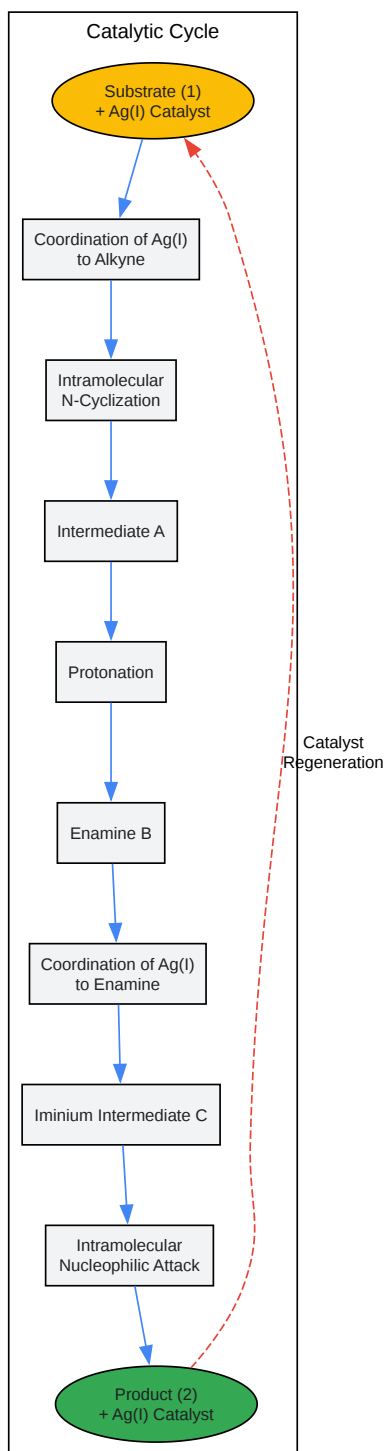 Catalytic Cycle
Substrate (1)
+ Ag(I) Catalyst
Coordination of Ag(I)
to Alkyne
Intramolecular
N-Cyclization
Intermediate A
Protonation
Catalyst
Regeneration
Enamine B
Coordination of Ag(I)
to Enamine
Iminium Intermediate C
Intramolecular
Nucleophilic Attack
Product (2)
+ Ag(I) Catalyst